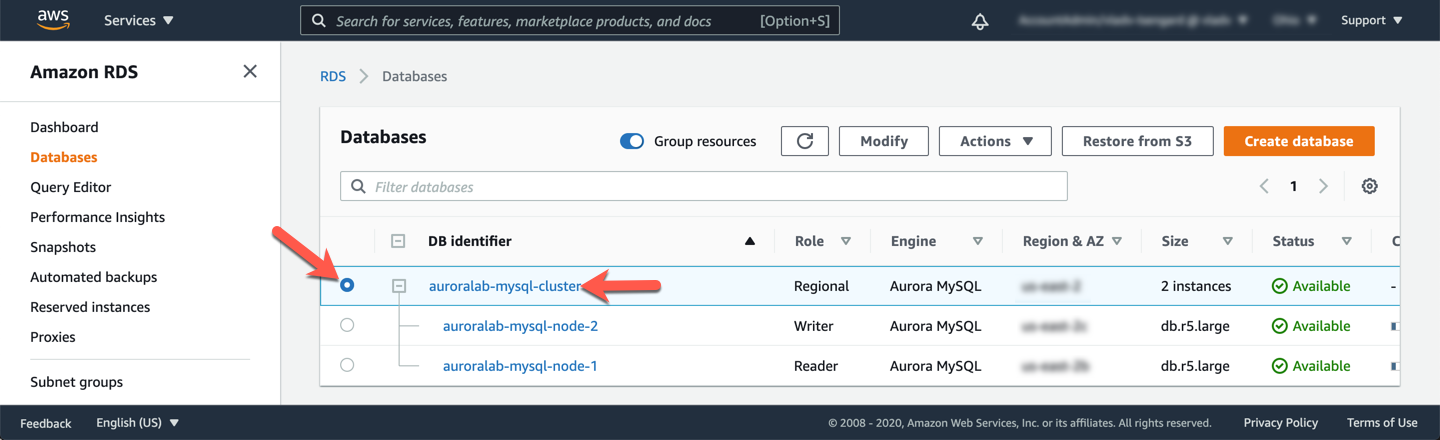 aws
Services
Search for services, features, marketplace products, and docs [Option+S]
Support
Amazon RDS
Dashboard
Databases
Query Editor
Performance Insights
Snapshots
Automated backups
Reserved instances
Proxies
Subnet groups
RDS Databases
Databases
Group resources
Modify
Actions
Restore from S3
Create database
Filter databases
1
DB identifier Role Engine Region & AZ Size Status C
auroralab-mysql-cluster Regional Aurora MySQL 2 instances Available -
auroralab-mysql-node-2 Writer Aurora MySQL db.r5.large Available
auroralab-mysql-node-1 Reader Aurora MySQL db.r5.large Available
Feedback English (US) © 2008 - 2020, Amazon Web Services, Inc. or its affiliates. All rights reserved. Privacy Policy Terms of Use